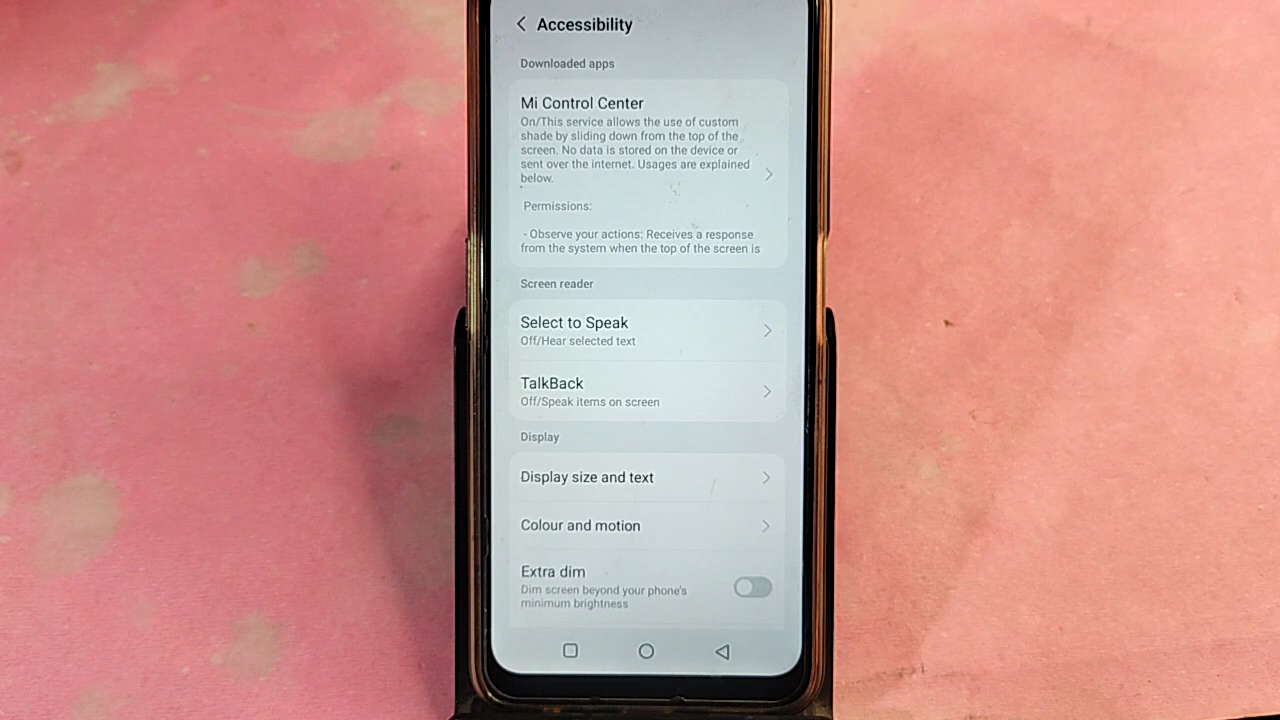 Accessibility
Downloaded apps
Mi Control Center
On/This service allows the use of custom
shade by sliding down from the top of the
screen. No data is stored on the device or
sent over the internet. Usages are explained
below.
Permissions:
- Observe your actions: Receives a response
from the system when the top of the screen is
Screen reader
Select to Speak
Off/Hear selected text
TalkBack
Off/Speak items on screen
Display
Display size and text
Colour and motion
Extra dim
Dim screen beyond your phone's
minimum brightness